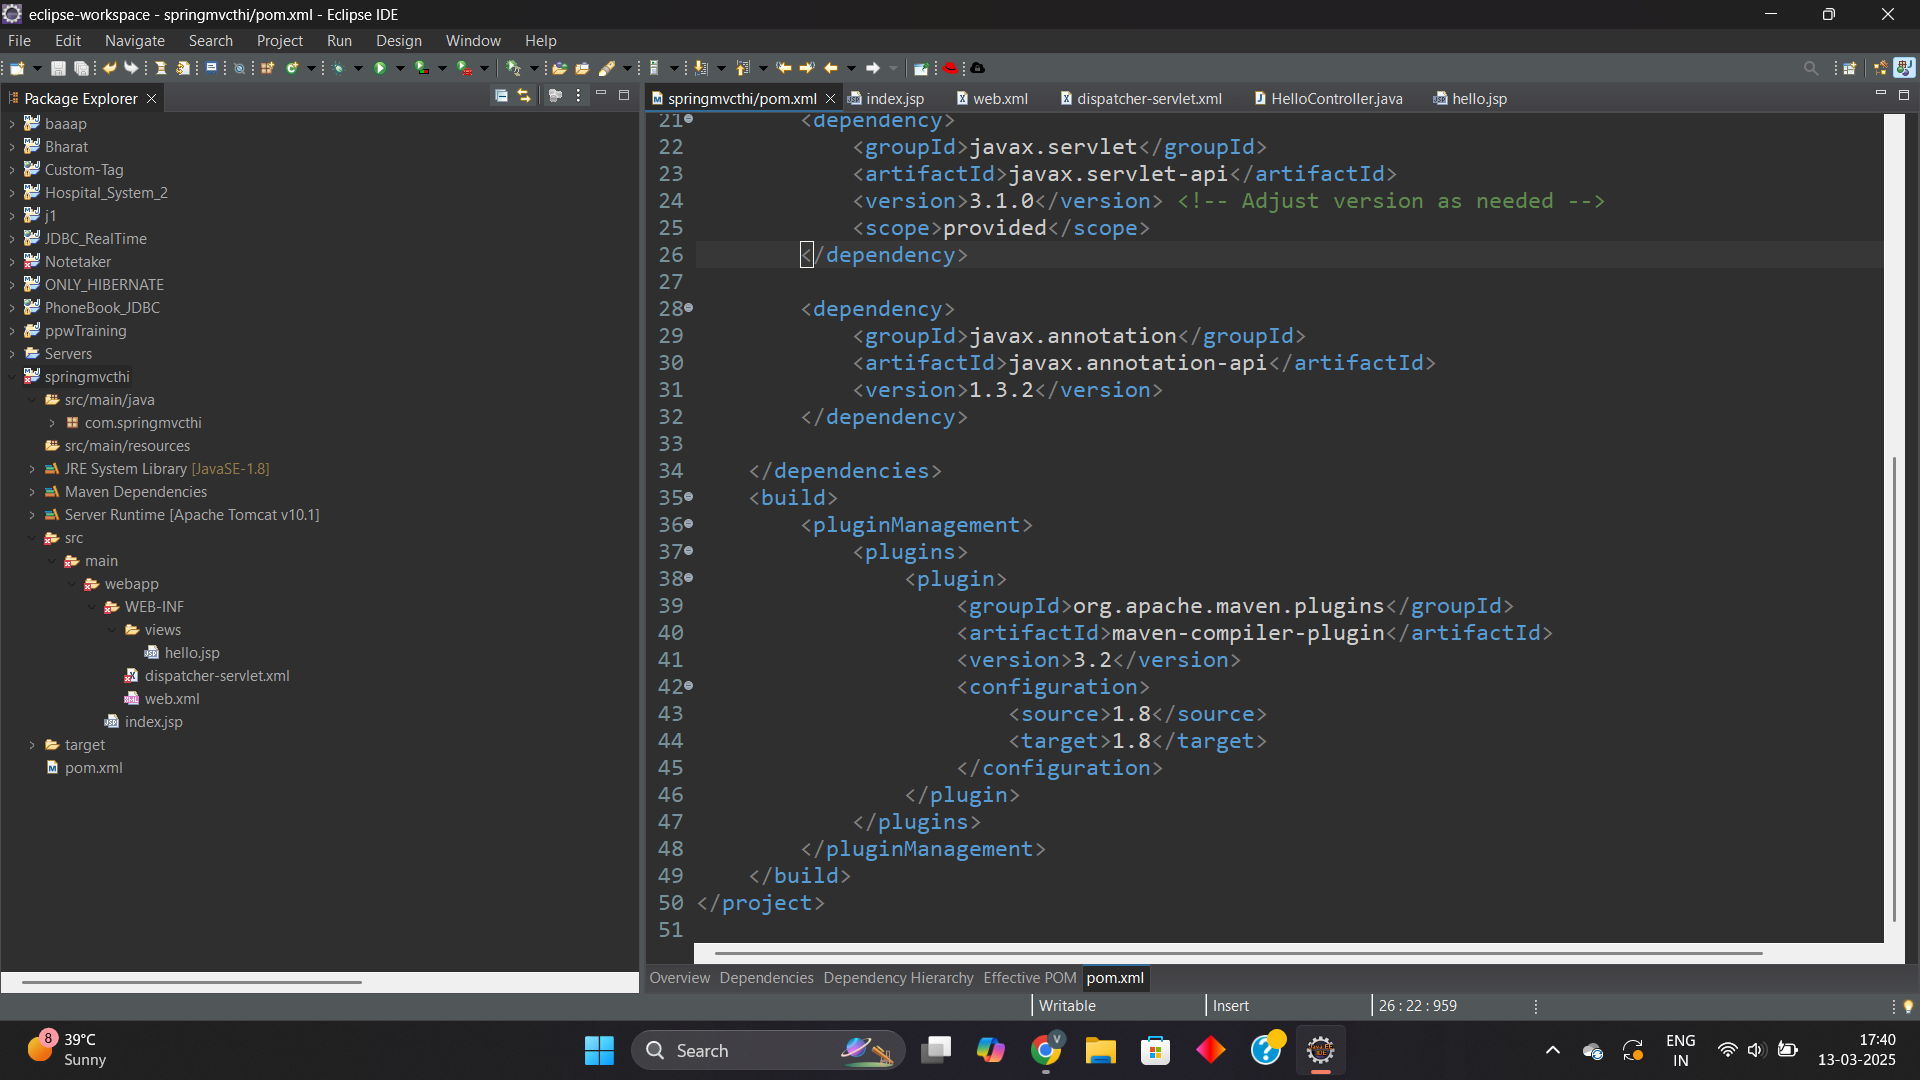 eclipse-workspace - springmvcthi/pom.xml - Eclipse IDE
File Edit Navigate Search Project Run Design Window Help
Package Explorer
springmvcthi/pom.xml index.jsp web.xml dispatcher-servlet.xml HelloController.java hello.jsp
baaap
Bharat
Custom-Tag
Hospital_System_2
j1
JDBC_RealTime
Notetaker
ONLY_HIBERNATE
PhoneBook_JDBC
ppwTraining
Servers
springmvcthi
src/main/java
com.springmvcthi
src/main/resources
JRE System Library [JavaSE-1.8]
Maven Dependencies
Server Runtime [Apache Tomcat v10.1]
src
main
webapp
WEB-INF
views
hello.jsp
dispatcher-servlet.xml
web.xml
index.jsp
target
pom.xml
21 <dependency>
22 <groupId>javax.servlet</groupId>
23 <artifactId>javax.servlet-api</artifactId>
24 <version>3.1.0</version> <!-- Adjust version as needed -->
25 <scope>provided</scope>
26 </dependency>
27
28 <dependency>
29 <groupId>javax.annotation</groupId>
30 <artifactId>javax.annotation-api</artifactId>
31 <version>1.3.2</version>
32 </dependency>
33
34 </dependencies>
35 <build>
36 <pluginManagement>
37 <plugins>
38 <plugin>
39 <groupId>org.apache.maven.plugins</groupId>
40 <artifactId>maven-compiler-plugin</artifactId>
41 <version>3.2</version>
42 <configuration>
43 <source>1.8</source>
44 <target>1.8</target>
45 </configuration>
46 </plugin>
47 </plugins>
48 </pluginManagement>
49 </build>
50 </project>
51
Overview Dependencies Dependency Hierarchy Effective POM pom.xml
Writable Insert 26 : 22 : 959
8
39°C
Sunny
Search
V
ENG
IN
17:40
13-03-2025